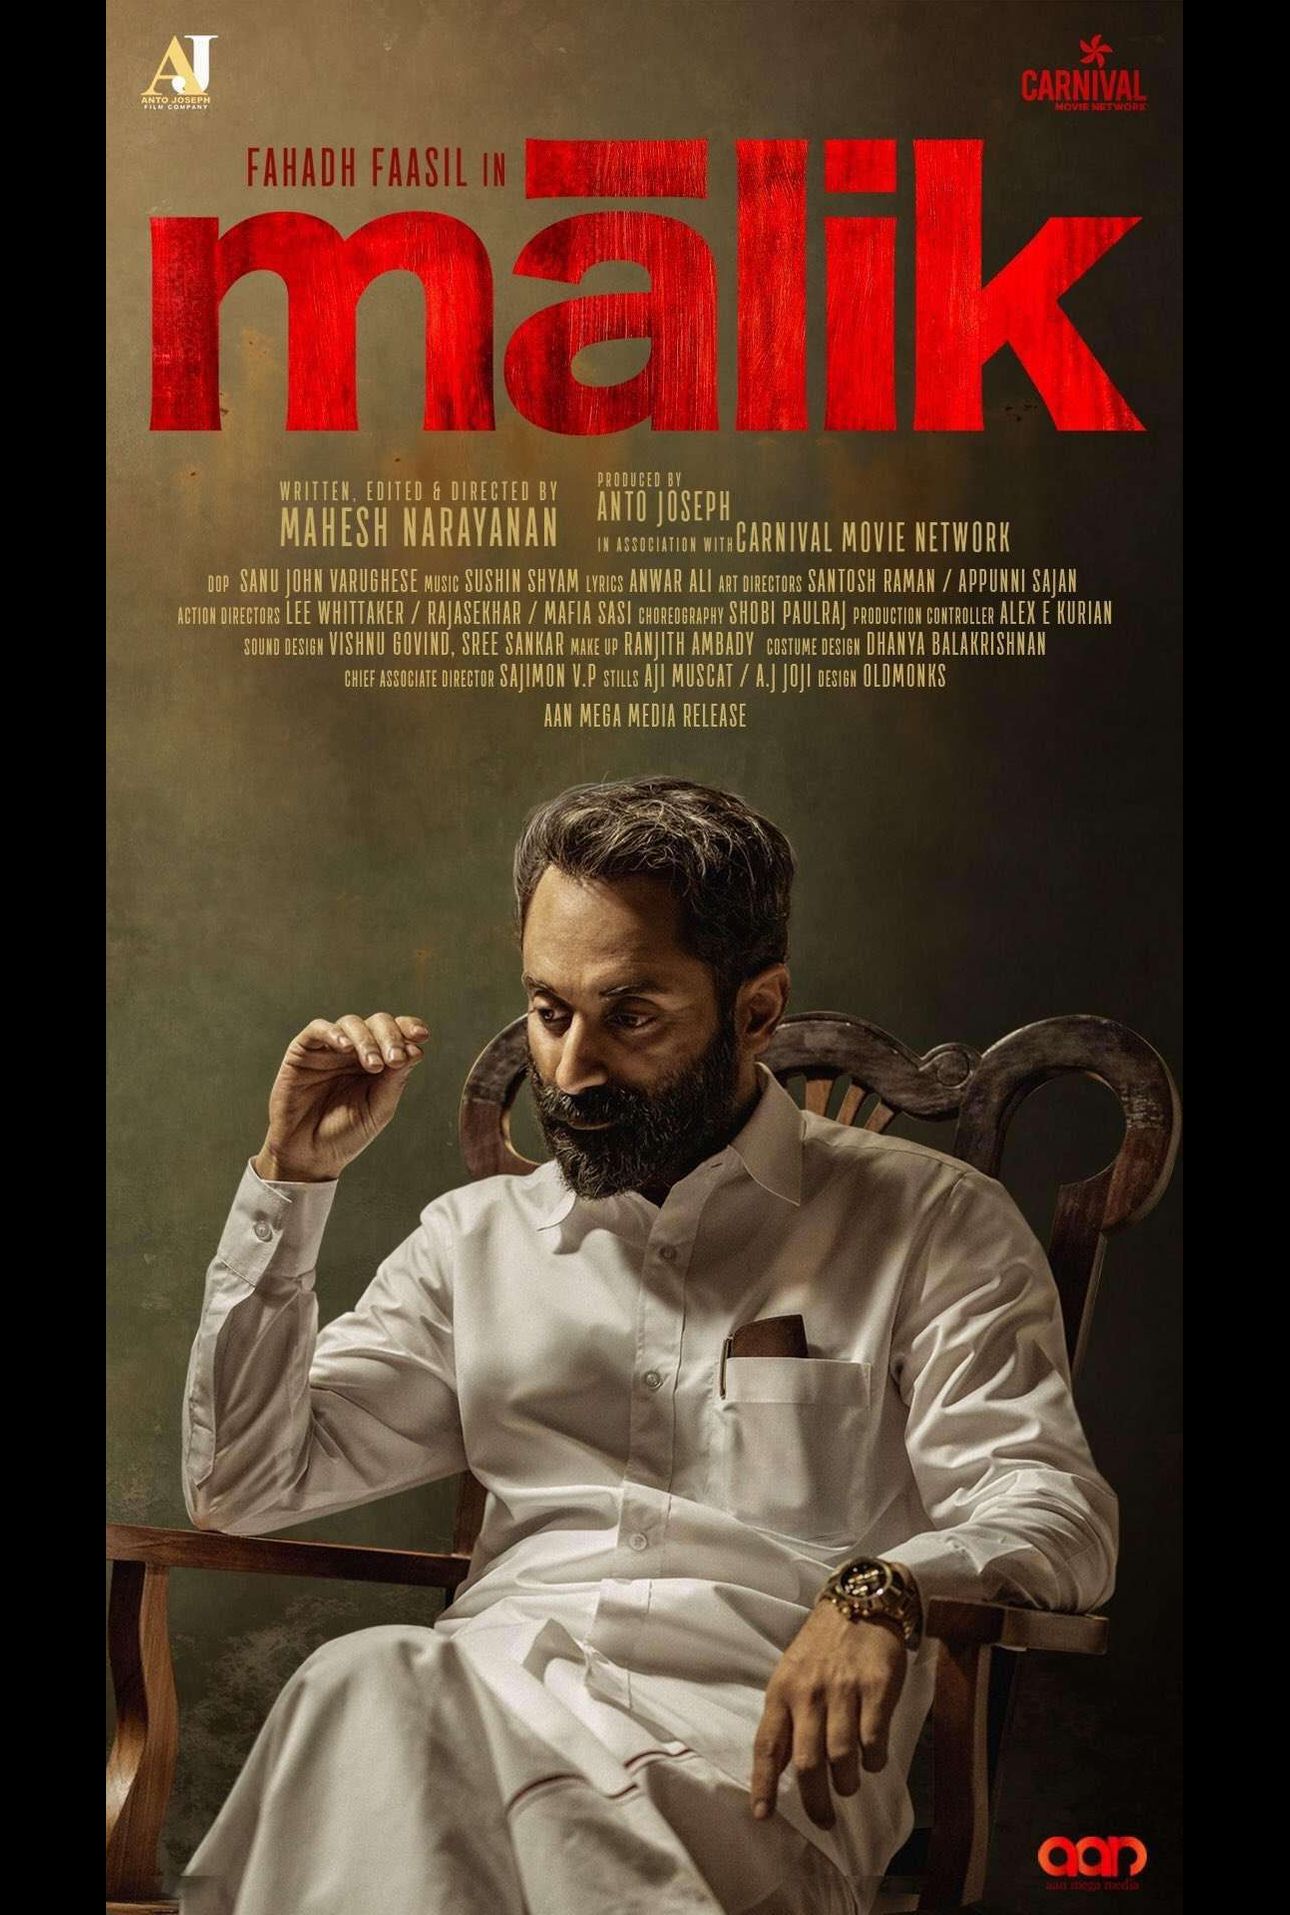 AJ
ANTO JOSEPH
FILM COMPANY
CARNIVAL
MOVIE NETWORK
FAHADH FAASIL IN
mālik
WRITTEN, EDITED & DIRECTED BY
MAHESH NARAYANAN
PRODUCED BY
ANTO JOSEPH
IN ASSOCIATION WITH CARNIVAL MOVIE NETWORK
DOP SANU JOHN VARUGHESE MUSIC SUSHIN SHYAM LYRICS ANWAR ALI ART DIRECTORS SANTOSH RAMAN / APPUNNI SAJAN
ACTION DIRECTORS LEE WHITTAKER / RAJASEKHAR / MAFIA SASI CHOREOGRAPHY SHOBI PAULRAJ PRODUCTION CONTROLLER ALEX E KURIAN
SOUND DESIGN VISHNU GOVIND, SREE SANKAR MAKE UP RANJITH AMBADY COSTUME DESIGN DHANYA BALAKRISHNAN
CHIEF ASSOCIATE DIRECTOR SAJIMON V.P STILLS AJI MUSCAT / A.J JOJI DESIGN OLDMONKS
AAN MEGA MEDIA RELEASE
aan
aan mega media